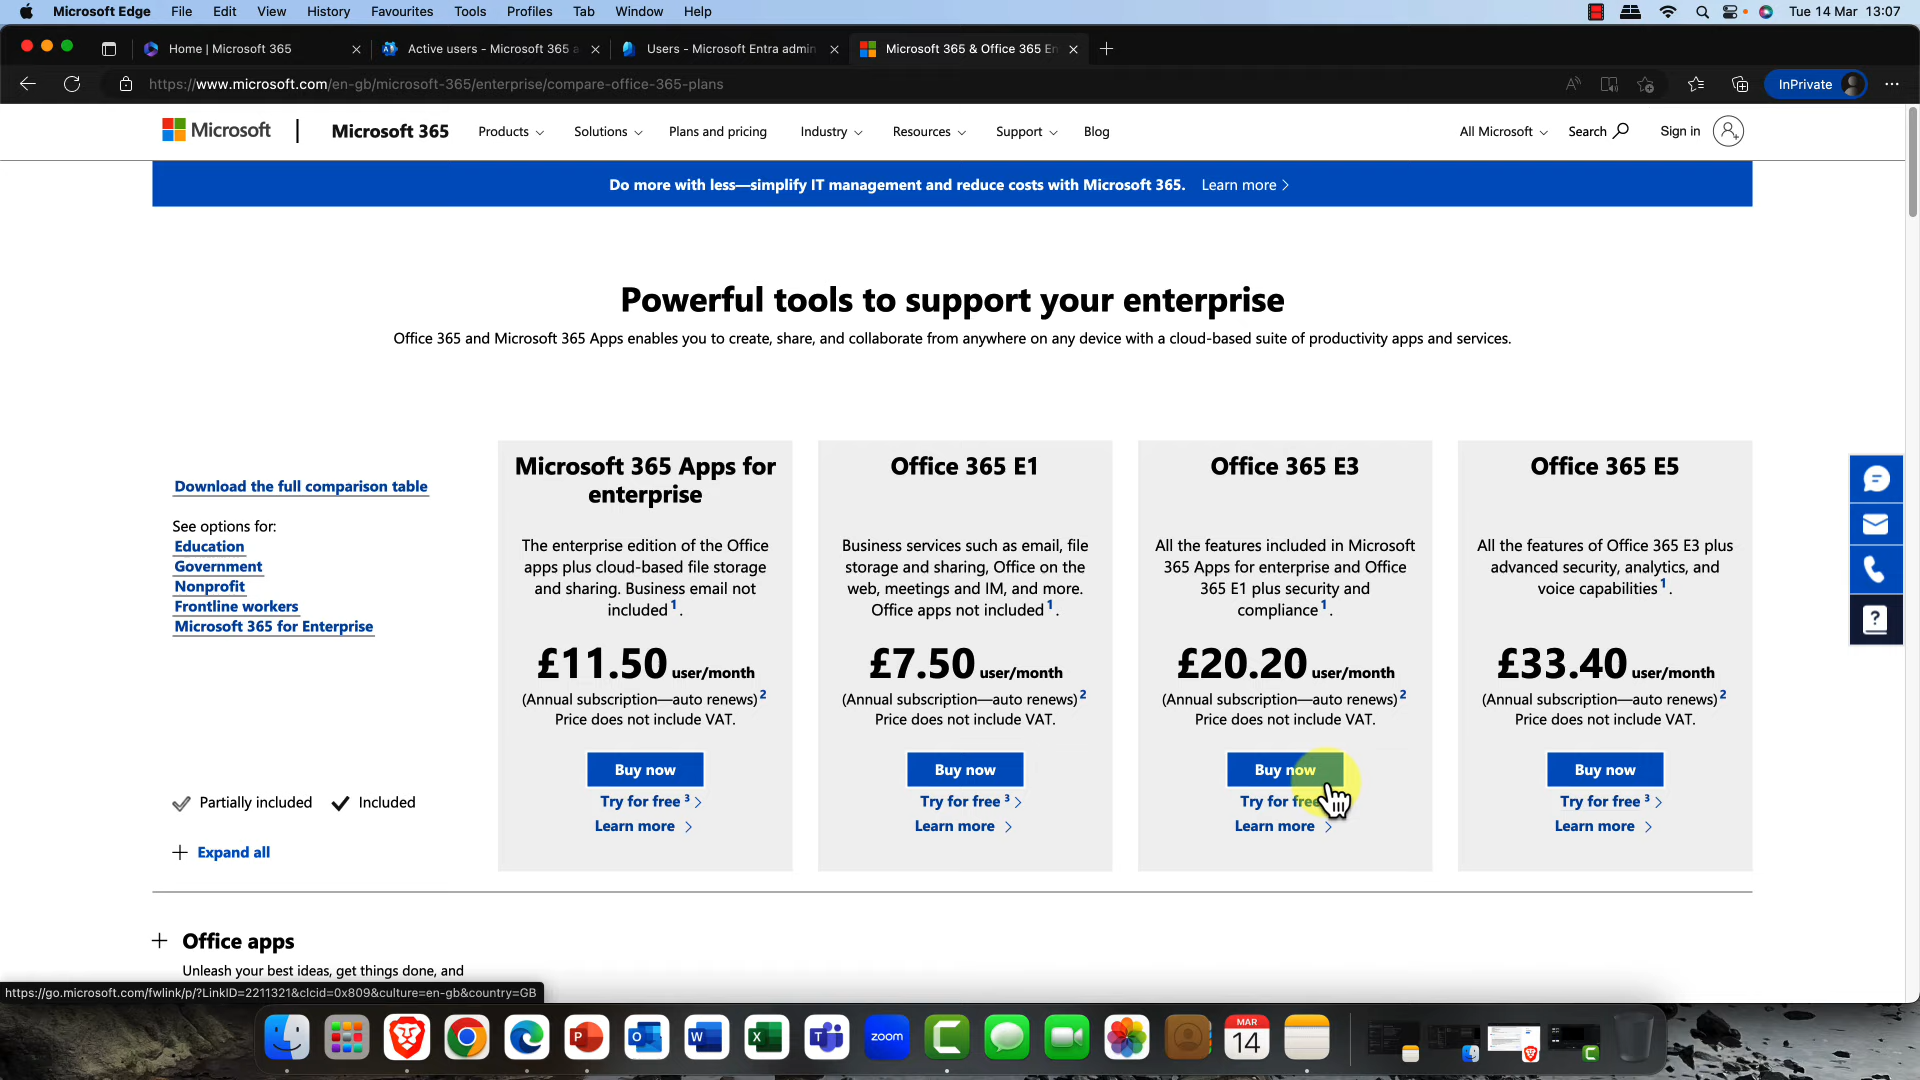 Microsoft Edge File Edit View History Favourites Tools Profiles Tab Window Help Tue 14 Mar 13:07
Home | Microsoft 365
Active users - Microsoft 365 a
Users - Microsoft Entra admin
Microsoft 365 & Office 365 En
https://www.microsoft.com/en-gb/microsoft-365/enterprise/compare-office-365-plans
InPrivate
Microsoft | Microsoft 365 Products Solutions Plans and pricing Industry Resources Support Blog All Microsoft Search Sign in
Do more with less—simplify IT management and reduce costs with Microsoft 365. Learn more >
Powerful tools to support your enterprise
Office 365 and Microsoft 365 Apps enables you to create, share, and collaborate from anywhere on any device with a cloud-based suite of productivity apps and services.
Download the full comparison table
See options for:
Education
Government
Nonprofit
Frontline workers
Microsoft 365 for Enterprise
Partially included Included
+ Expand all
Microsoft 365 Apps for
enterprise
The enterprise edition of the Office
apps plus cloud-based file storage
and sharing. Business email not
included 1.
£11.50 user/month
(Annual subscription—auto renews) 2
Price does not include VAT.
Buy now
Try for free 3 >
Learn more >
Office 365 E1
Business services such as email, file
storage and sharing, Office on the
web, meetings and IM, and more.
Office apps not included 1.
£7.50 user/month
(Annual subscription—auto renews) 2
Price does not include VAT.
Buy now
Try for free 3 >
Learn more >
Office 365 E3
All the features included in Microsoft
365 Apps for enterprise and Office
365 E1 plus security and
compliance 1.
£20.20 user/month
(Annual subscription—auto renews) 2
Price does not include VAT.
Buy now
Try for free
Learn more >
Office 365 E5
All the features of Office 365 E3 plus
advanced security, analytics, and
voice capabilities 1.
£33.40 user/month
(Annual subscription—auto renews) 2
Price does not include VAT.
Buy now
Try for free 3 >
Learn more >
+ Office apps
Unleash your best ideas, get things done, and
https://go.microsoft.com/fwlink/p/?LinkID=2211321&clcid=0x809&culture=en-gb&country=GB
zoom
MAR
14